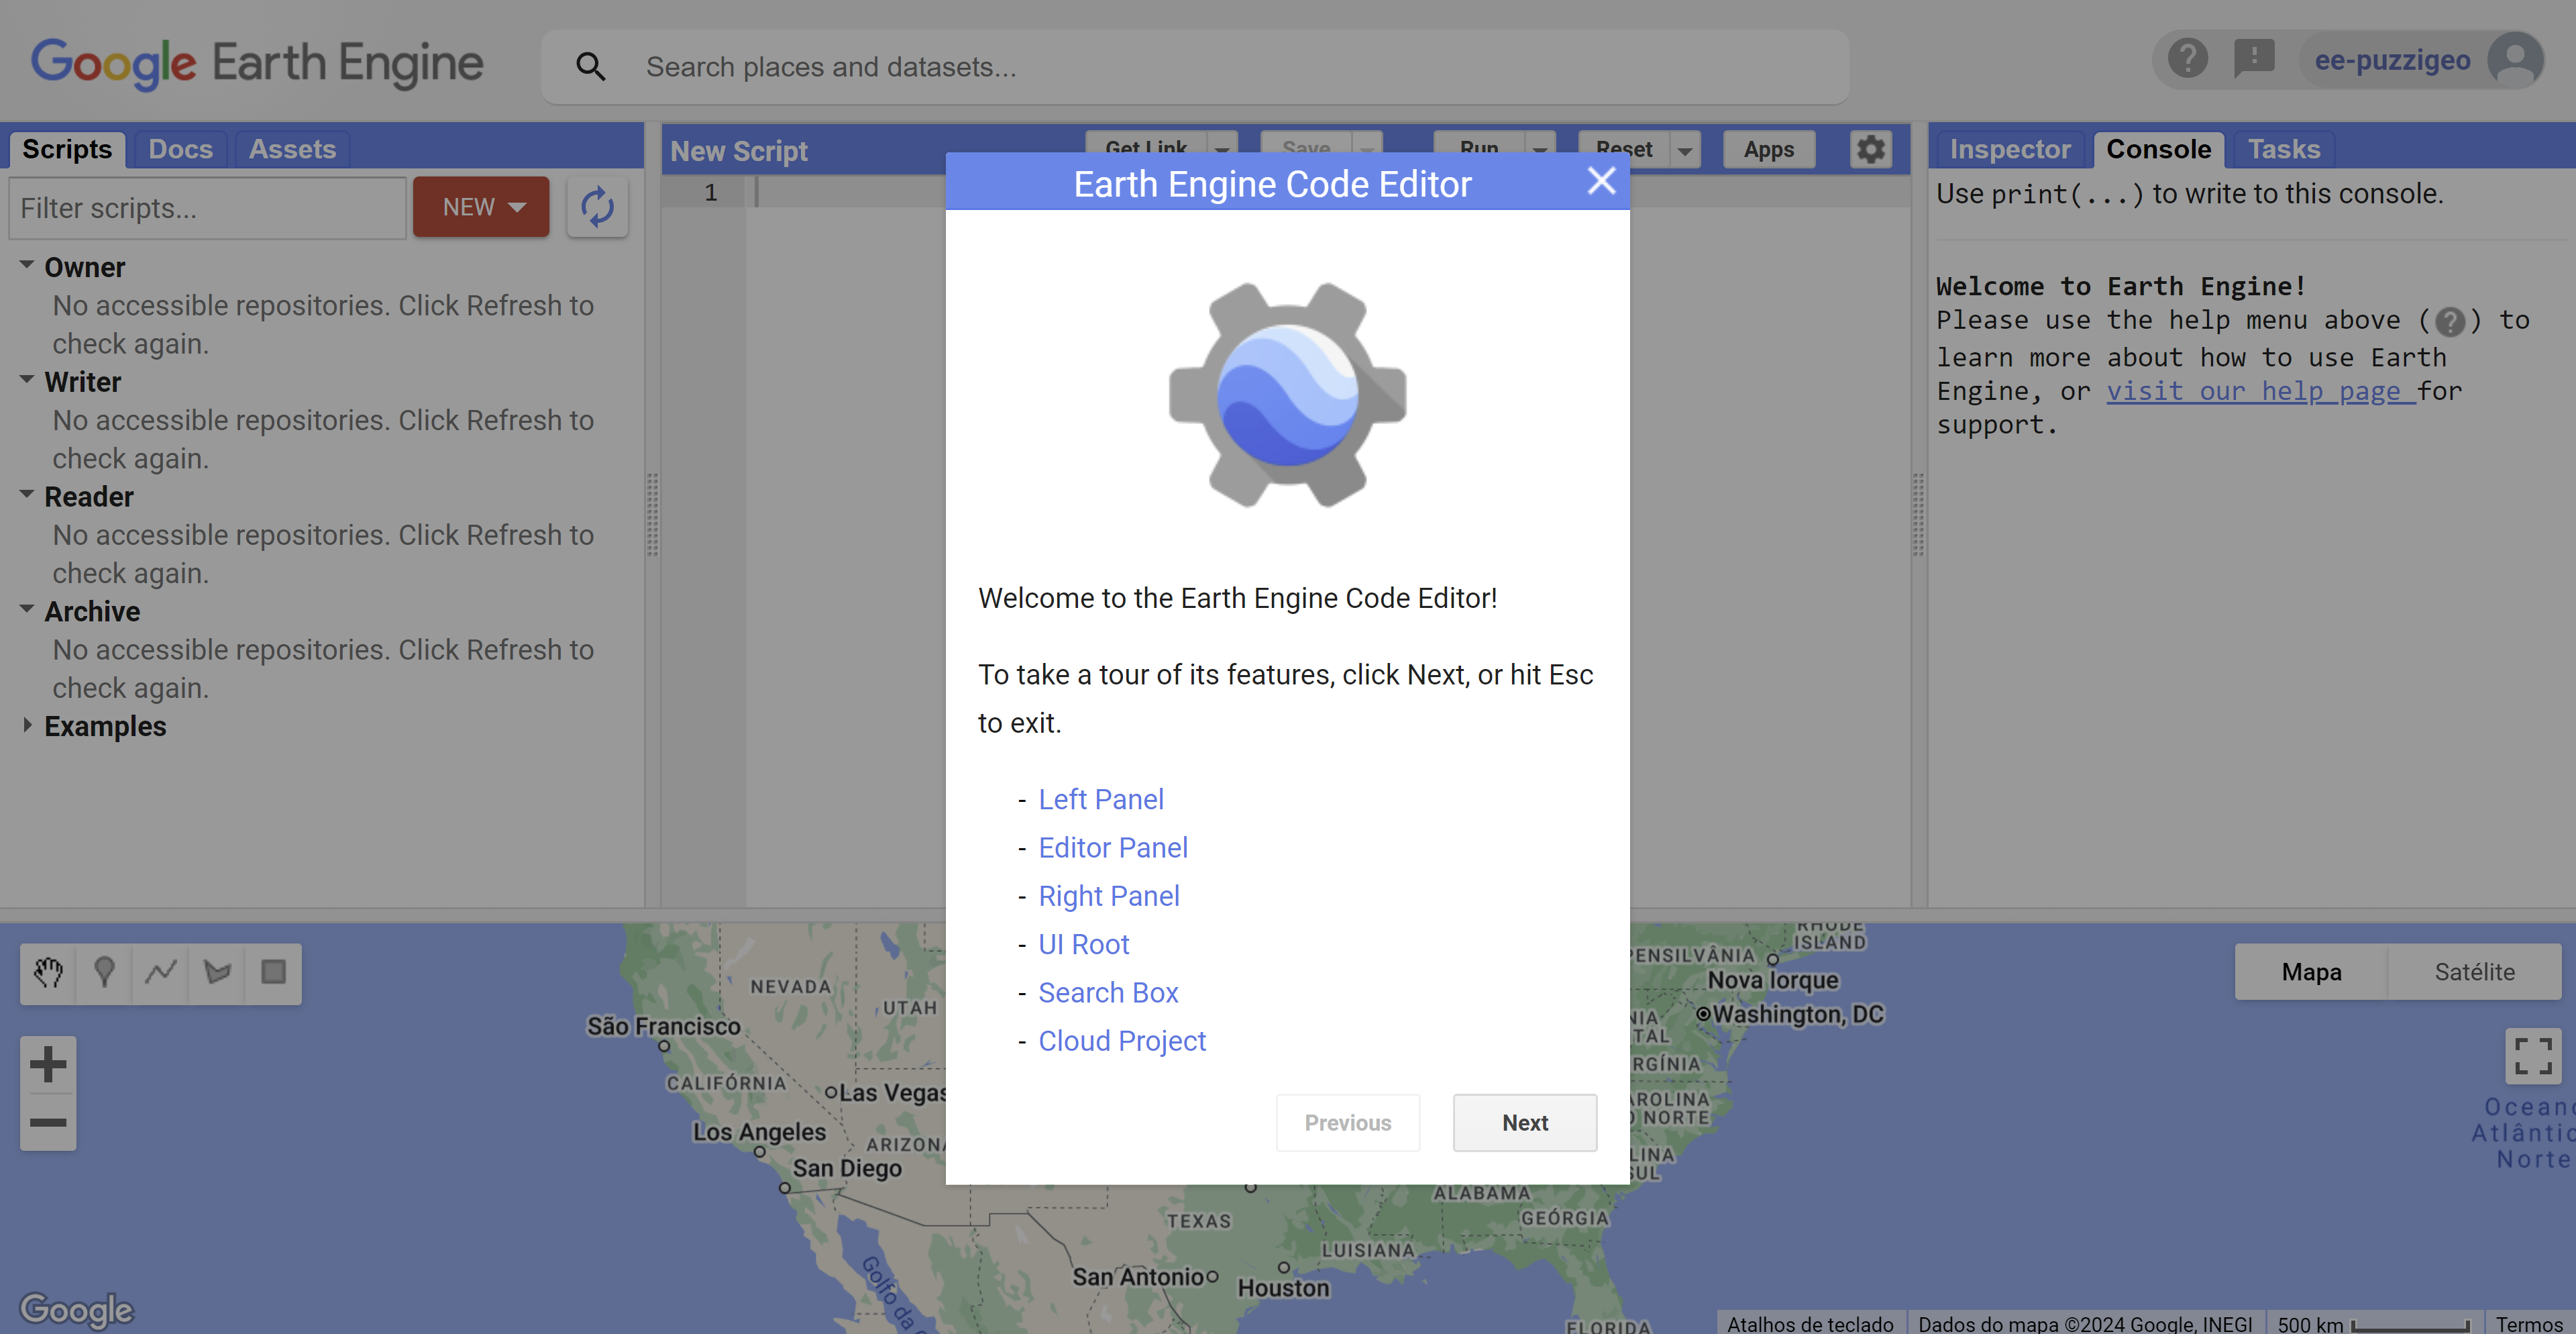 Google Earth Engine
Search places and datasets...
ee-puzzigeo
Scripts Docs Assets
Filter scripts...
NEW
Owner
No accessible repositories. Click Refresh to
check again.
Writer
No accessible repositories. Click Refresh to
check again.
Reader
No accessible repositories. Click Refresh to
check again.
Archive
No accessible repositories. Click Refresh to
check again.
Examples
New Script
Get Link Save Run Reset Apps
1
Inspector Console Tasks
Use print(...) to write to this console.
Welcome to Earth Engine!
Please use the help menu above (?) to
learn more about how to use Earth
Engine, or visit our help page for
support.
Earth Engine Code Editor
Welcome to the Earth Engine Code Editor!
To take a tour of its features, click Next, or hit Esc
to exit.
- Left Panel
- Editor Panel
- Right Panel
- UI Root
- Search Box
- Cloud Project
Previous Next
Mapa Satélite
NEVADA
UTAH
São Francisco
CALIFÓRNIA
Las Vegas
Los Angeles
ARIZONA
San Diego
RHODE
ISLAND
PENSILVÂNIA
Nova Iorque
Washington, DC
NIA
TAL
RGÍNIA
AROLINA
O NORTE
LINA
SUL
ALABAMA
TEXAS
GEÓRGIA
LUISIANA
San Antonio
Houston
FLORIDA
Golfo da
Oceano
Atlântico
Norte
Google
Atalhos de teclado
Dados do mapa ©2024 Google, INEGI
500 km
Termos